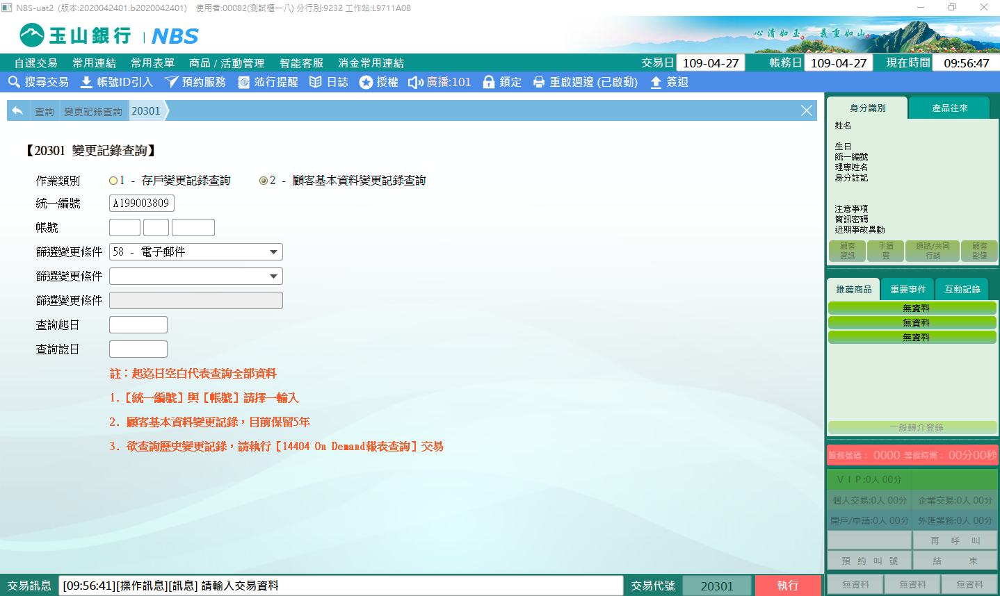 NBS-uat2 (版本:2020042401.b2020042401) 使用者:00082(測試櫃一八) 分行別:9232 工作站:L9711A08
玉山銀行 NBS
心清如玉。義重如山。
自選交易 常用連結 常用表單 商品 / 活動管理 智能客服 消金常用連結 交易日 109-04-27 帳務日 109-04-27 現在時間 09:56:47
搜尋交易 帳號ID引入 預約服務 蒞行提醒 日誌 授權 廣播:101 鎖定 重啟週邊 (已啟動) 簽退
查詢 變更記錄查詢 20301
【20301 變更記錄查詢】
作業類別 1 - 存戶變更記錄查詢 2 - 顧客基本資料變更記錄查詢
統一編號 A199003809
帳號
篩選變更條件 58 - 電子郵件
篩選變更條件
篩選變更條件
查詢起日
查詢訖日
註：起迄日空白代表查詢全部資料
1.【統一編號】與【帳號】請擇一輸入
2. 顧客基本資料變更記錄，目前保留5年
3. 欲查詢歷史變更記錄，請執行【14404 On Demand報表查詢】交易
身分識別 產品往來
姓名
生日
統一編號
理專姓名
身分註記
注意事項
簡訊密碼
近期事故異動
顧客資訊 手續費 通路/共同行銷 顧客影像
推薦商品 重要事件 互動記錄
無資料
無資料
無資料
一般轉介登錄
服務號碼： 0000 等候時間： 00分00秒
ＶＩＰ:0人 00分
個人交易:0人 00分 企業交易:0人 00分
開戶/申請:0人 00分 外匯業務:0人 00分
再 呼 叫
預 約 叫 號 結 束
無資料 無資料 無資料
交易訊息 [09:56:41][操作訊息][訊息] 請輸入交易資料 交易代號 20301 執行